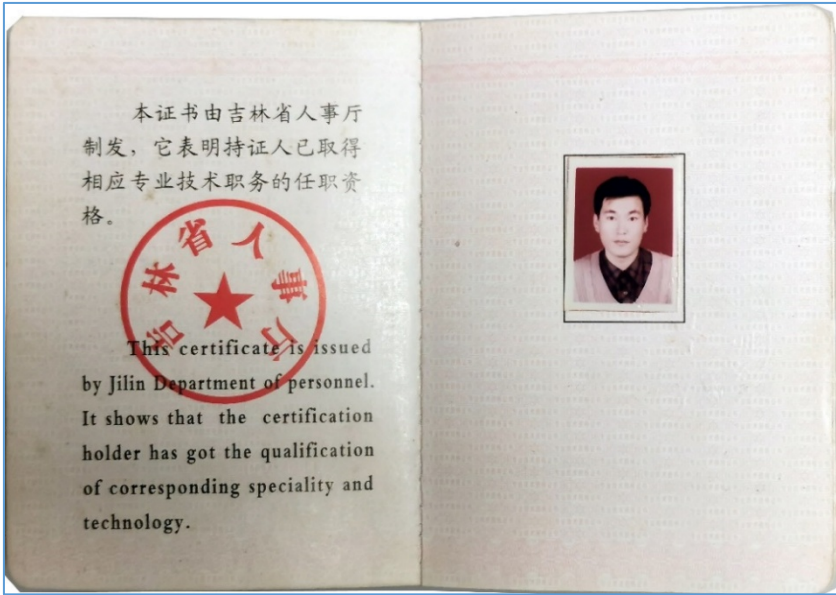 本证书由吉林省人事厅
制发，它表明持证人已取得
相应专业技术职务的任职资
格。
吉林省人事厅
This certificate is issued
by Jilin Department of personnel.
It shows that the certification
holder has got the qualification
of corresponding speciality and
technology.